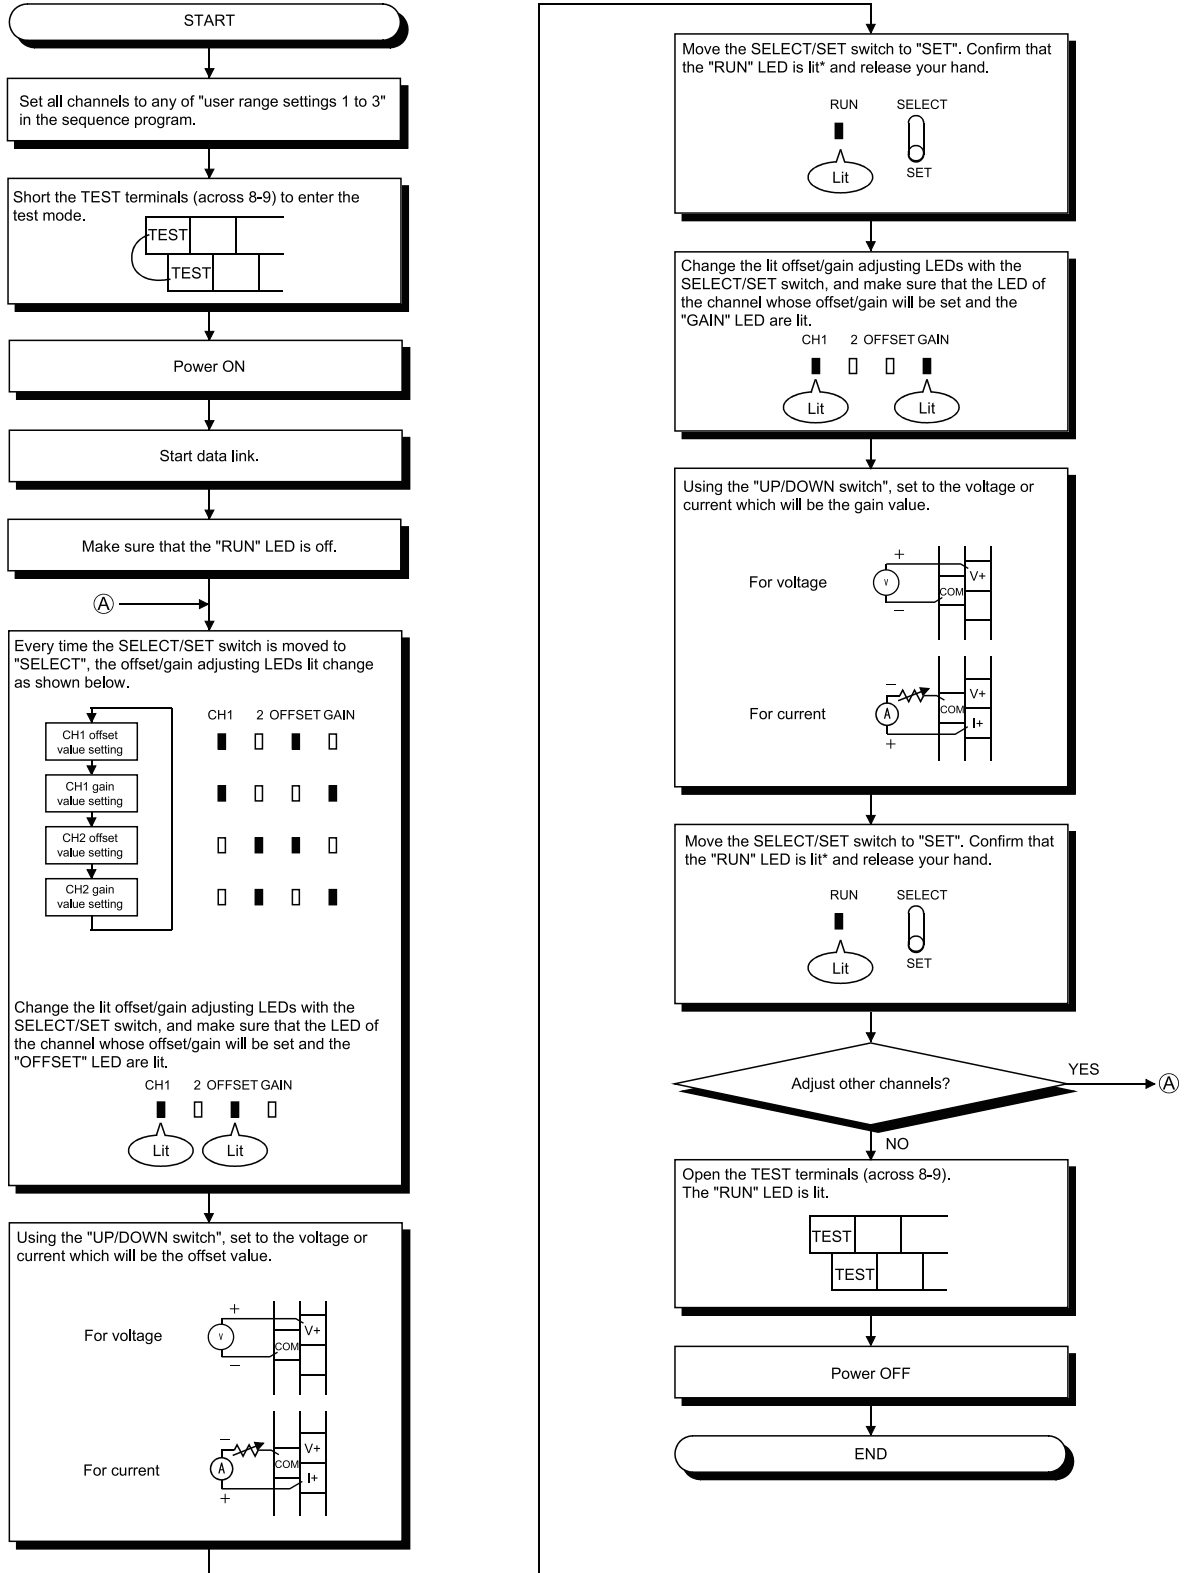 START
Set all channels to any of "user range settings 1 to 3"
in the sequence program.
Short the TEST terminals (across 8-9) to enter the
test mode.
TEST
TEST
Power ON
Start data link.
Make sure that the "RUN" LED is off.
A
Every time the SELECT/SET switch is moved to
"SELECT", the offset/gain adjusting LEDs lit change
as shown below.
CH1 2 OFFSET GAIN
CH1 offset
value setting
CH1 gain
value setting
CH2 offset
value setting
CH2 gain
value setting
Change the lit offset/gain adjusting LEDs with the
SELECT/SET switch, and make sure that the LED of
the channel whose offset/gain will be set and the
"OFFSET" LED are lit.
CH1 2 OFFSET GAIN
Lit Lit
Using the "UP/DOWN switch", set to the voltage or
current which will be the offset value.
+
For voltage V COM V+
−
−
V+
For current A COM I+
+
Move the SELECT/SET switch to "SET". Confirm that
the "RUN" LED is lit* and release your hand.
RUN SELECT
Lit SET
Change the lit offset/gain adjusting LEDs with the
SELECT/SET switch, and make sure that the LED of
the channel whose offset/gain will be set and the
"GAIN" LED are lit.
CH1 2 OFFSET GAIN
Lit Lit
Using the "UP/DOWN switch", set to the voltage or
current which will be the gain value.
+
For voltage V COM V+
−
−
V+
For current A COM I+
+
Move the SELECT/SET switch to "SET". Confirm that
the "RUN" LED is lit* and release your hand.
RUN SELECT
Lit SET
Adjust other channels?
YES
A
NO
Open the TEST terminals (across 8-9).
The "RUN" LED is lit.
TEST
TEST
Power OFF
END